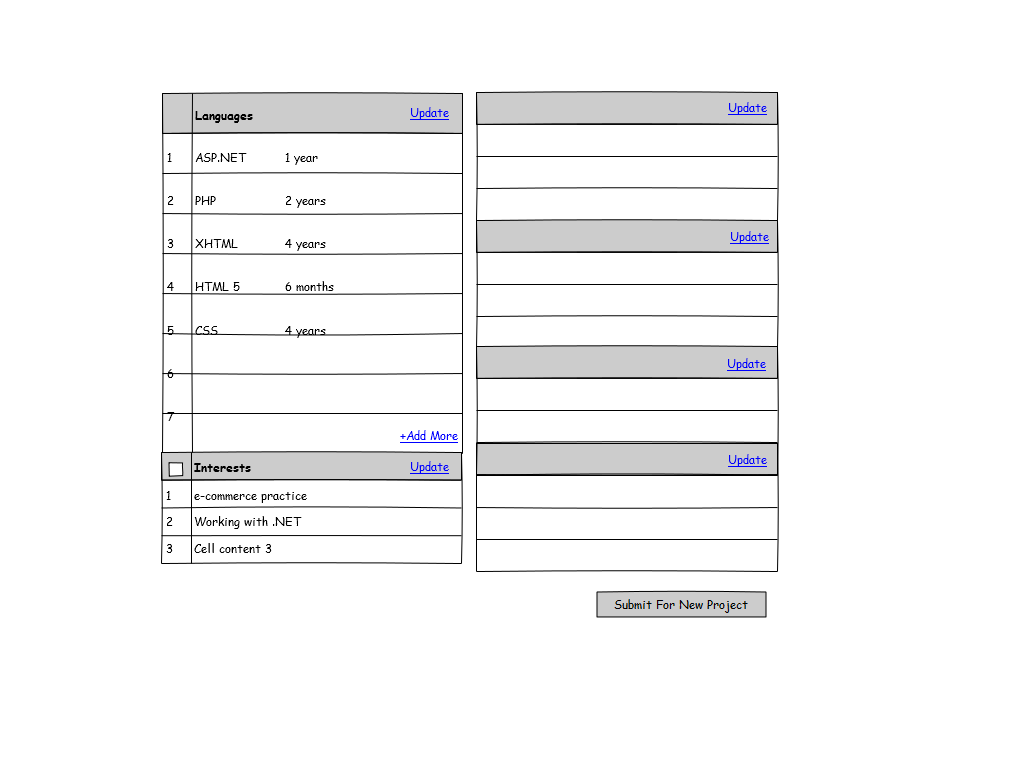 Languages Update
1 ASP.NET 1 year
2 PHP 2 years
3 XHTML 4 years
4 HTML 5 6 months
5 CSS 4 years
6
7
+Add More
Interests Update
1 e-commerce practice
2 Working with .NET
3 Cell content 3
Update
Update
Update
Update
Submit For New Project